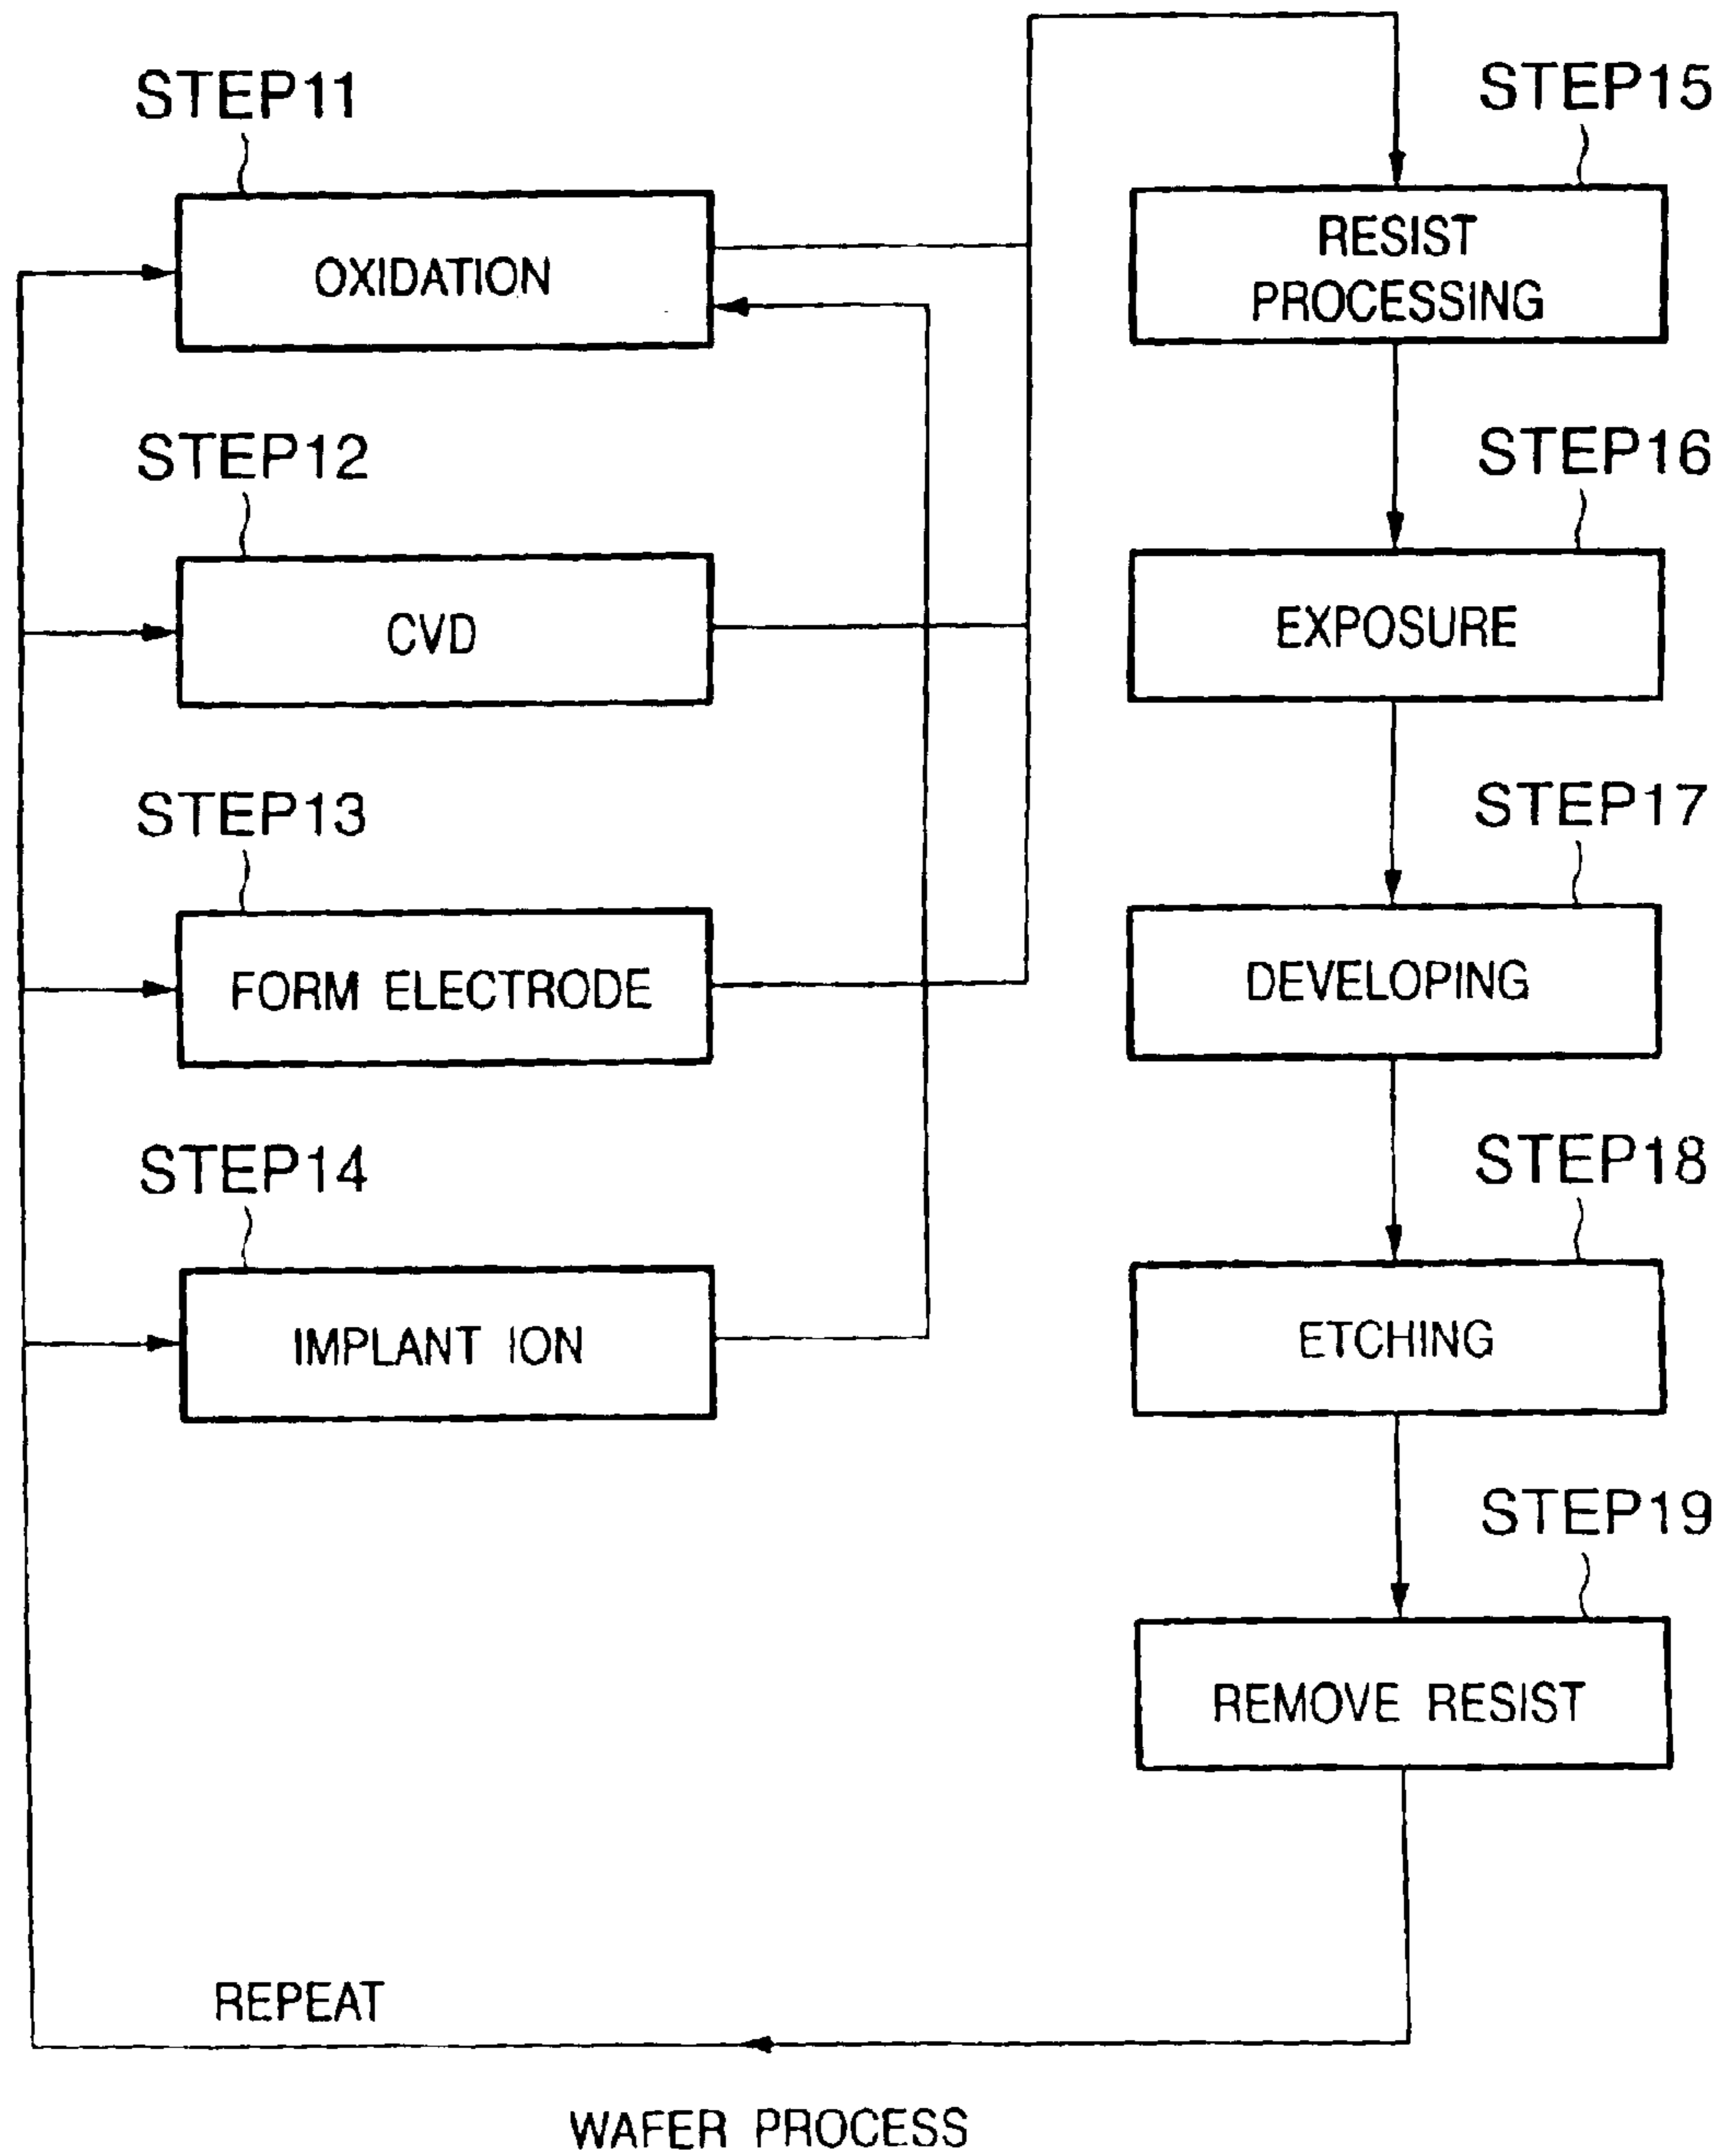 STEP11
OXIDATION
STEP12
CVD
STEP13
FORM ELECTRODE
STEP14
IMPLANT ION
STEP15
RESIST
PROCESSING
STEP16
EXPOSURE
STEP17
DEVELOPING
STEP18
ETCHING
STEP19
REMOVE RESIST
REPEAT
WAFER PROCESS